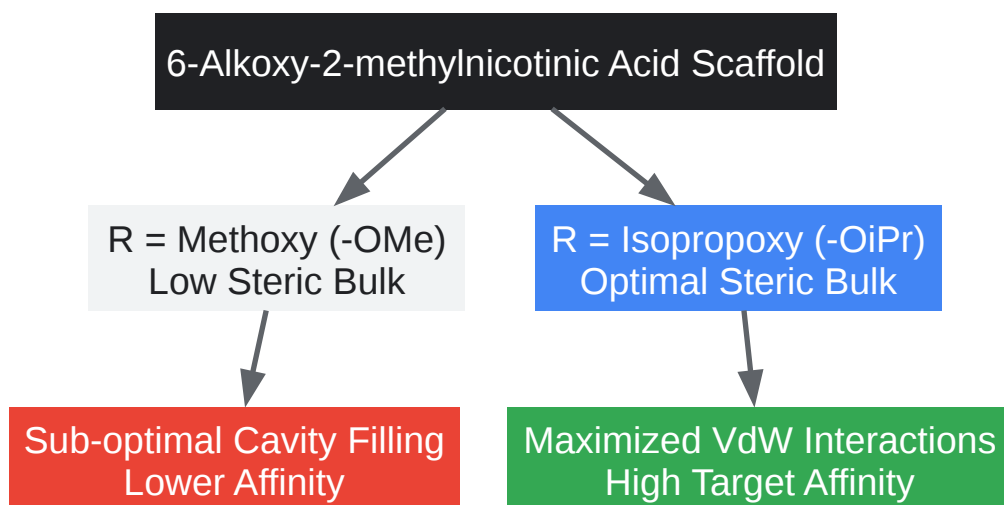 6-Alkoxy-2-methylnicotinic Acid Scaffold
R = Methoxy (-OMe)
Low Steric Bulk
R = Isopropoxy (-OiPr)
Optimal Steric Bulk
Sub-optimal Cavity Filling
Lower Affinity
Maximized VdW Interactions
High Target Affinity